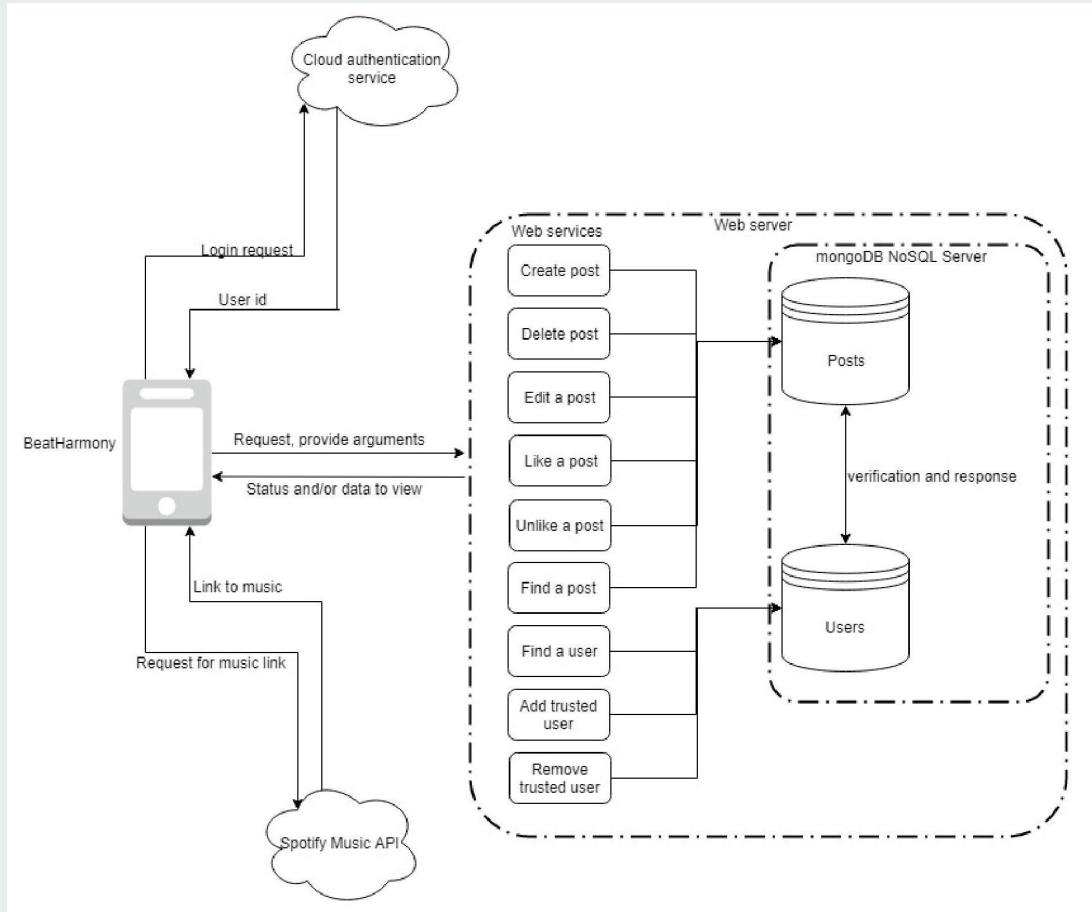 Cloud authentication
service
Login request
User id
BeatHarmony
Request, provide arguments
Status and/or data to view
Link to music
Request for music link
Spotify Music API
Web server
Web services
Create post
Delete post
Edit a post
Like a post
Unlike a post
Find a post
Find a user
Add trusted
user
Remove
trusted user
mongoDB NoSQL Server
Posts
verification and response
Users